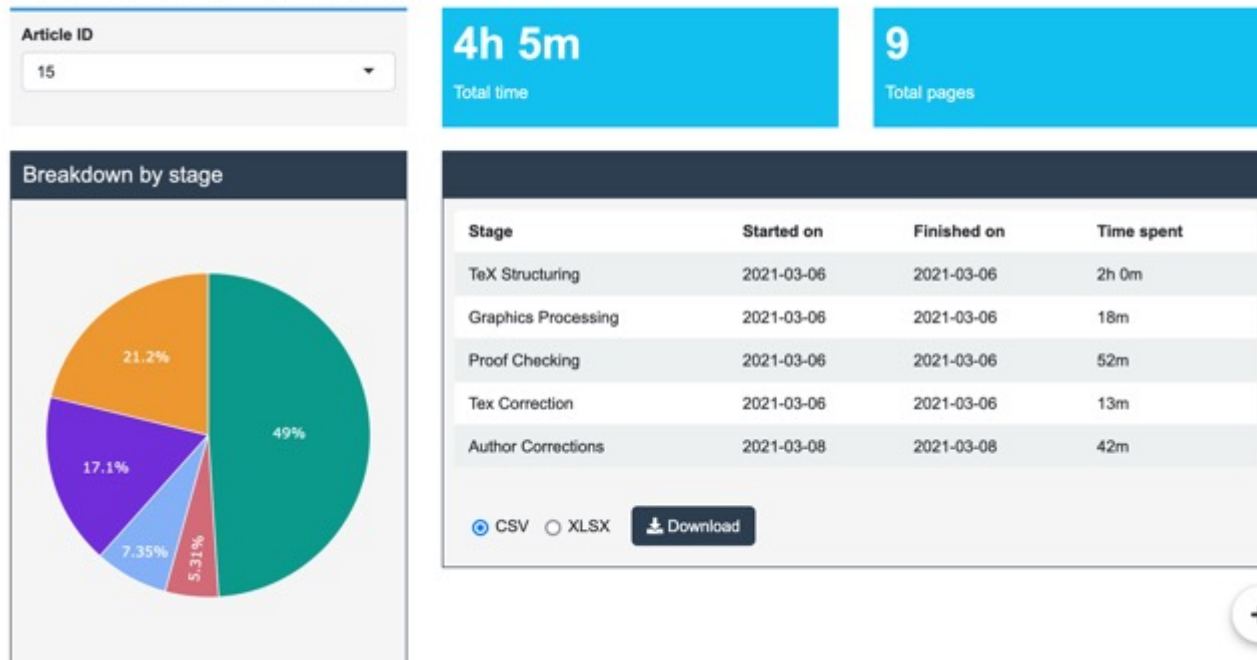 Article ID
15
4h 5m
Total time
9
Total pages
Breakdown by stage
21.2%
49%
17.1%
7.35%
5.31%
Stage Started on Finished on Time spent
TeX Structuring 2021-03-06 2021-03-06 2h 0m
Graphics Processing 2021-03-06 2021-03-06 18m
Proof Checking 2021-03-06 2021-03-06 52m
Tex Correction 2021-03-06 2021-03-06 13m
Author Corrections 2021-03-08 2021-03-08 42m
CSV XLSX Download